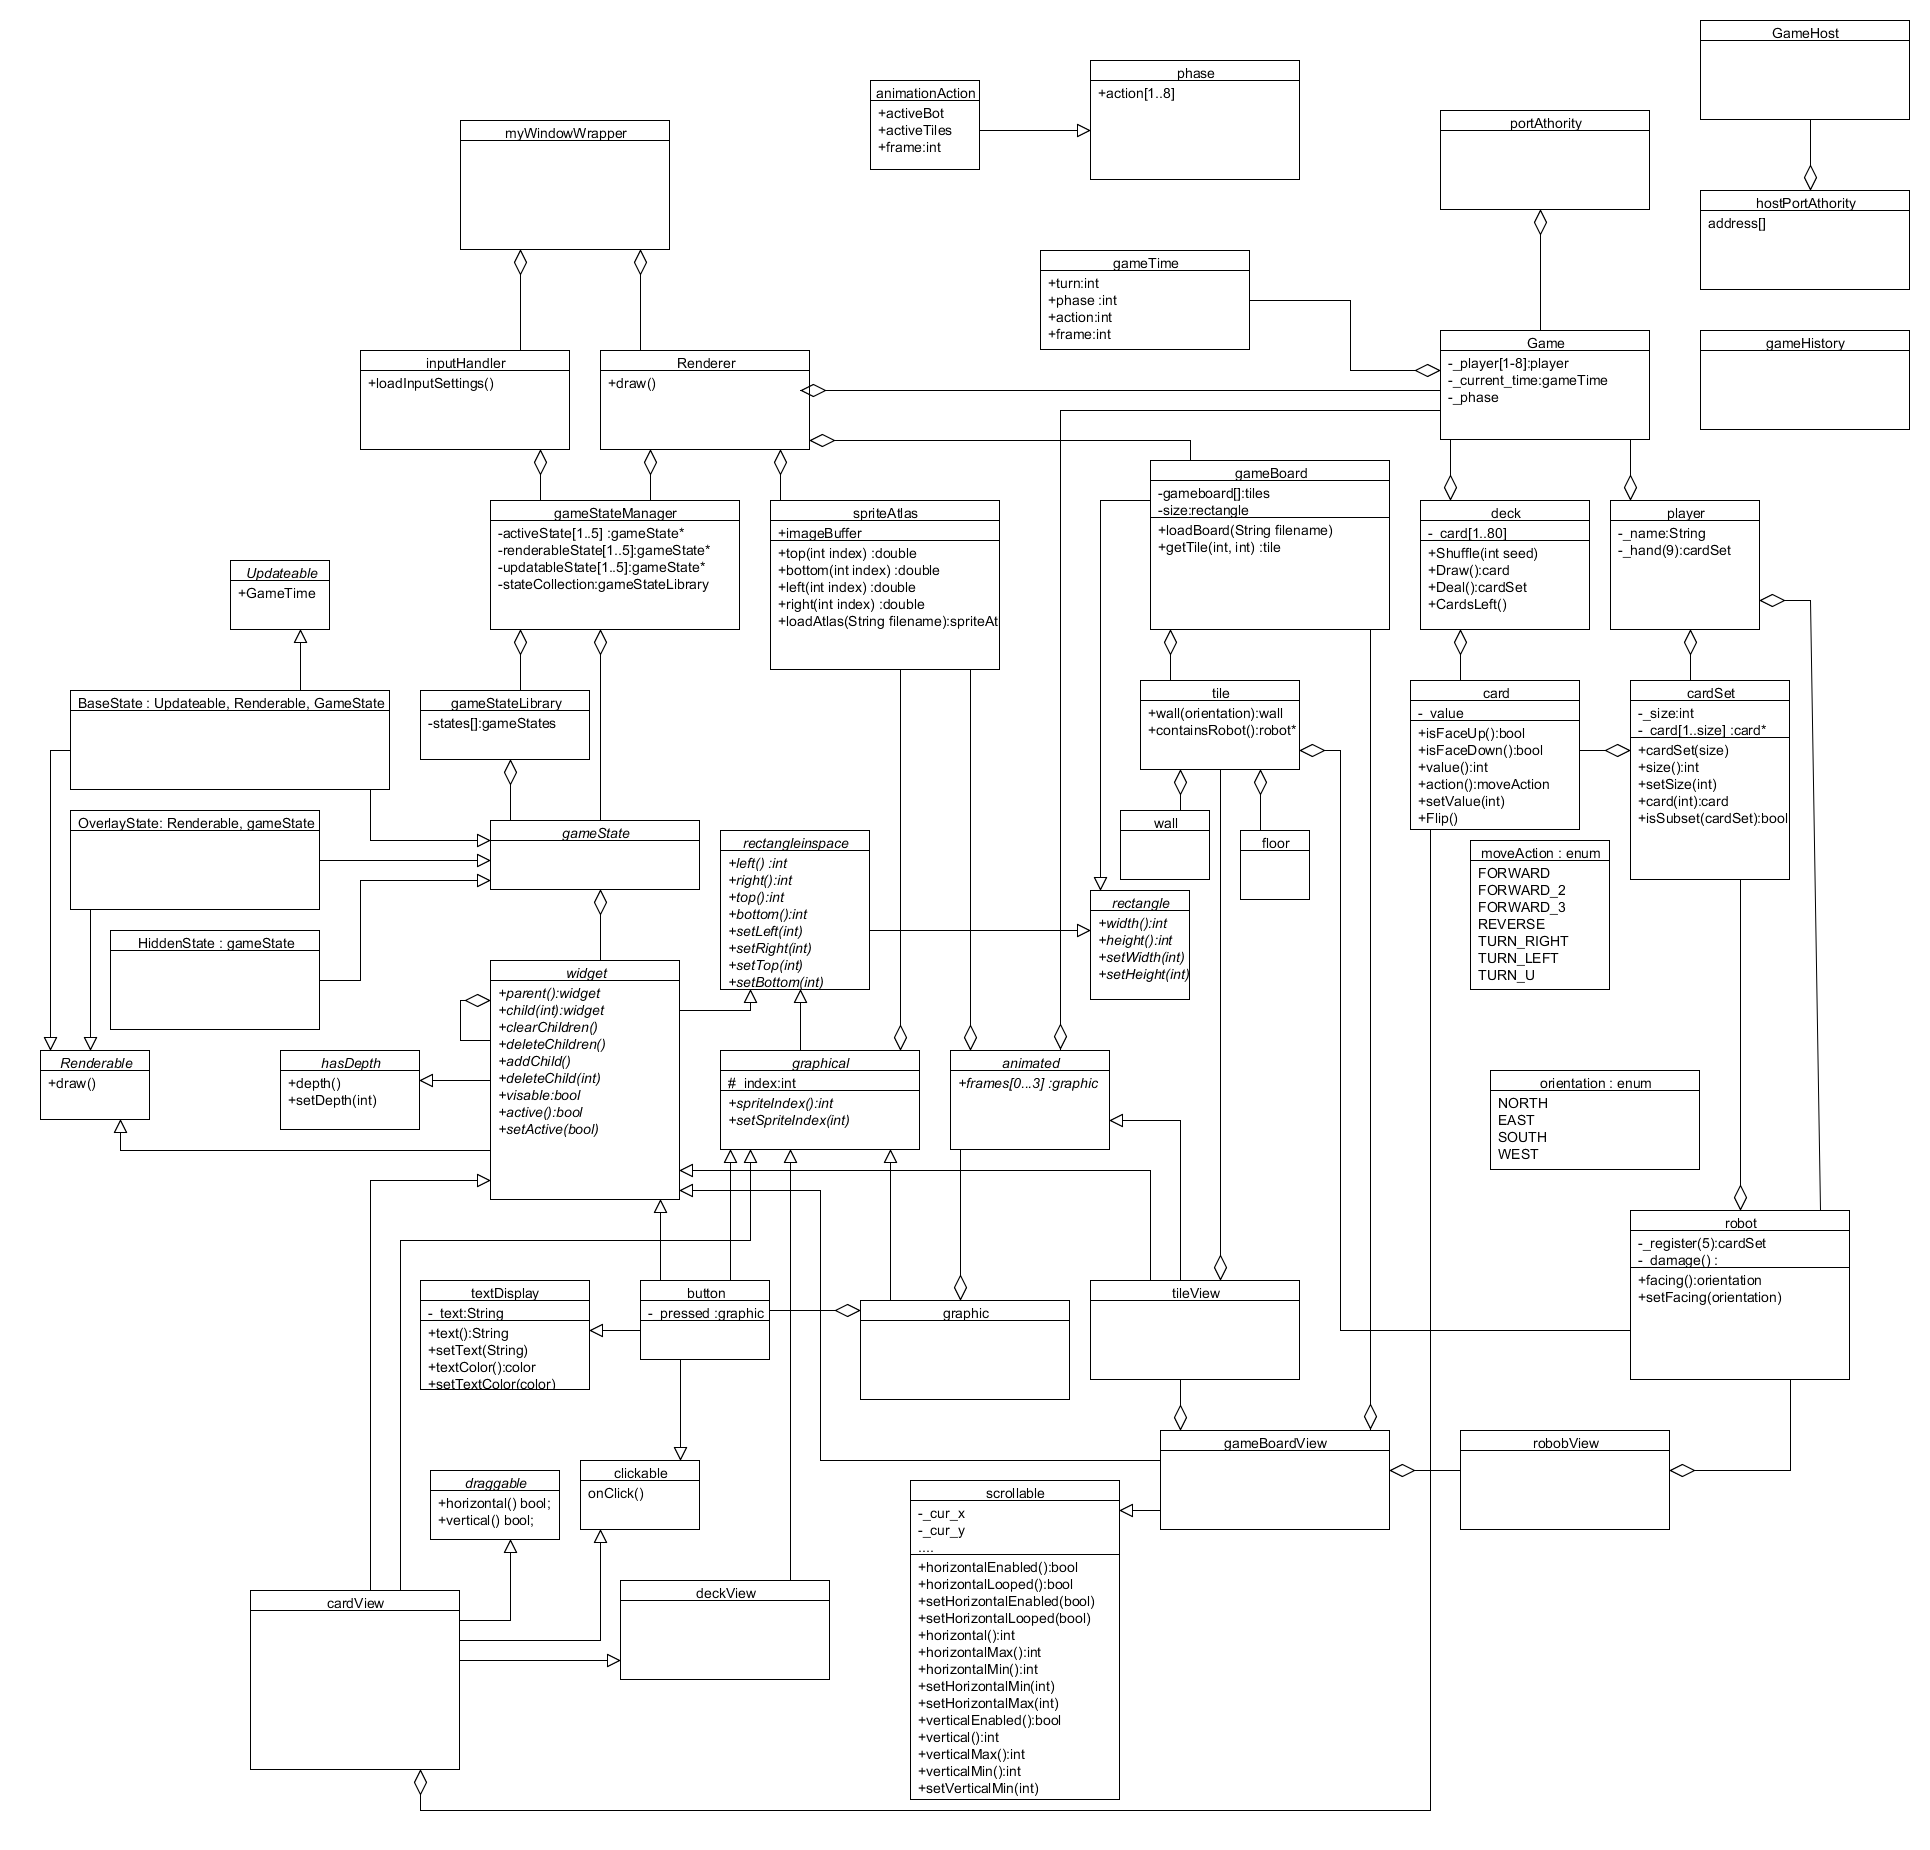 GameHost
phase
+action[1..8]
animationAction
+activeBot
+activeTiles
+frame:int
portAthority
myWindowWrapper
hostPortAthority
address[]
gameTime
+turn:int
+phase :int
+action:int
+frame:int
Game
-_player[1-8]:player
-_current_time:gameTime
-_phase
gameHistory
inputHandler
+loadInputSettings()
Renderer
+draw()
gameBoard
-gameboard[]:tiles
-size:rectangle
+loadBoard(String filename)
+getTile(int, int) :tile
gameStateManager
-activeState[1..5] :gameState*
-renderableState[1..5]:gameState*
-updatableState[1..5]:gameState*
-stateCollection:gameStateLibrary
spriteAtlas
+imageBuffer
+top(int index) :double
+bottom(int index) :double
+left(int index) :double
+right(int index) :double
+loadAtlas(String filename):spriteAt
deck
-_card[1..80]
+Shuffle(int seed)
+Draw():card
+Deal():cardSet
+CardsLeft()
player
-_name:String
-_hand(9):cardSet
Updateable
+GameTime
BaseState : Updateable, Renderable, GameState
gameStateLibrary
-states[]:gameStates
tile
+wall(orientation):wall
+containsRobot():robot*
card
-_value
+isFaceUp():bool
+isFaceDown():bool
+value():int
+action():moveAction
+setValue(int)
+Flip()
cardSet
-_size:int
-_card[1..size] :card*
+cardSet(size)
+size():int
+setSize(int)
+card(int):card
+isSubset(cardSet):bool
OverlayState: Renderable, gameState
gameState
rectangleinspace
+left() :int
+right():int
+top():int
+bottom():int
+setLeft(int)
+setRight(int)
+setTop(int)
+setBottom(int)
wall
floor
moveAction : enum
FORWARD
FORWARD_2
FORWARD_3
REVERSE
TURN_RIGHT
TURN_LEFT
TURN_U
rectangle
+width():int
+height():int
+setWidth(int)
+setHeight(int)
HiddenState : gameState
widget
+parent():widget
+child(int):widget
+clearChildren()
+deleteChildren()
+addChild()
+deleteChild(int)
+visable:bool
+active():bool
+setActive(bool)
Renderable
+draw()
hasDepth
+depth()
+setDepth(int)
graphical
#_index:int
+spriteIndex():int
+setSpriteIndex(int)
animated
+frames[0...3] :graphic
orientation : enum
NORTH
EAST
SOUTH
WEST
robot
-_register(5):cardSet
-_damage() :
+facing():orientation
+setFacing(orientation)
textDisplay
-_text:String
+text():String
+setText(String)
+textColor():color
+setTextColor(color)
button
-_pressed :graphic
graphic
tileView
gameBoardView
robobView
draggable
+horizontal() bool;
+vertical() bool;
clickable
onClick()
scrollable
-_cur_x
-_cur_y
....
+horizontalEnabled():bool
+horizontalLooped():bool
+setHorizontalEnabled(bool)
+setHorizontalLooped(bool)
+horizontal():int
+horizontalMax():int
+horizontalMin():int
+setHorizontalMin(int)
+setHorizontalMax(int)
+verticalEnabled():bool
+vertical():int
+verticalMax():int
+verticalMin():int
+setVerticalMin(int)
cardView
deckView